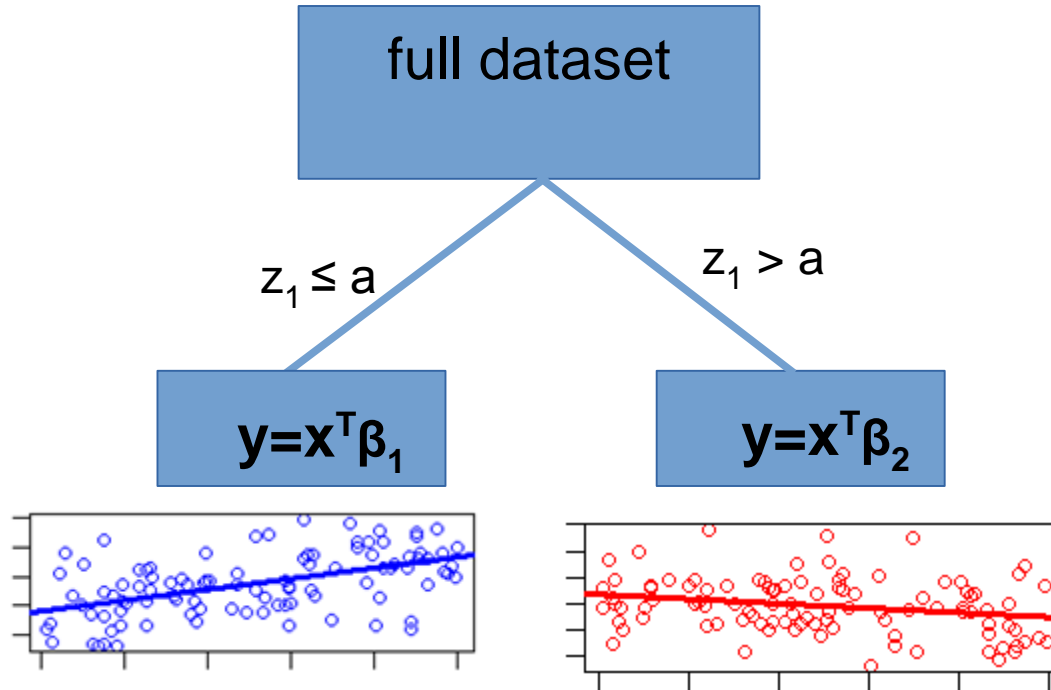 full dataset
z₁ ≤ a
z₁ > a
y=xᵀβ₁
y=xᵀβ₂